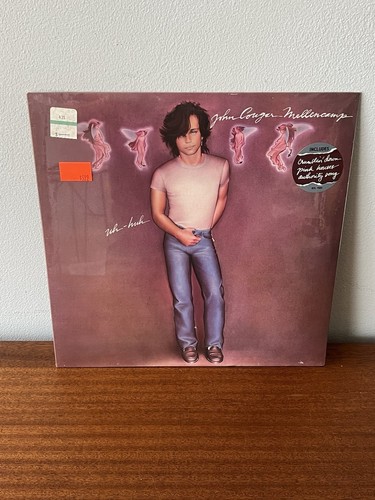 John Cougar Mellencamp
INCLUDES
Crumblin' down
pink houses
authority song
uh-huh